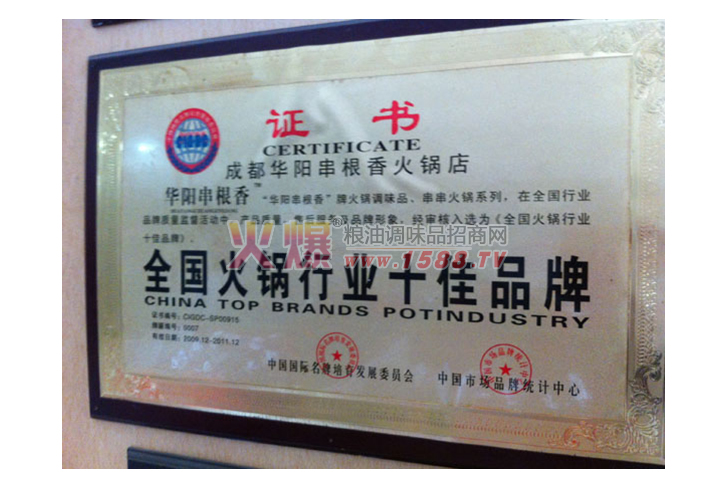 证 书
CERTIFICATE
成都华阳串根香火锅店
华阳串根香™ “华阳串根香”牌火锅调味品、串串火锅系列，在全国行业
品牌质量监督活动中，产品质量、售后服务及品牌形象，经审核入选为《全国火锅行业
十佳品牌》。
火爆® 粮油调味品招商网
www.1588.TV
全国火锅行业十佳品牌
CHINA TOP BRANDS POTINDUSTRY
证书编号：CIGDC-SP00915
牌匾编号：0007
有效日期：2009.12-2011.12
中国国际名牌培育发展委员会
中国市场品牌统计中心